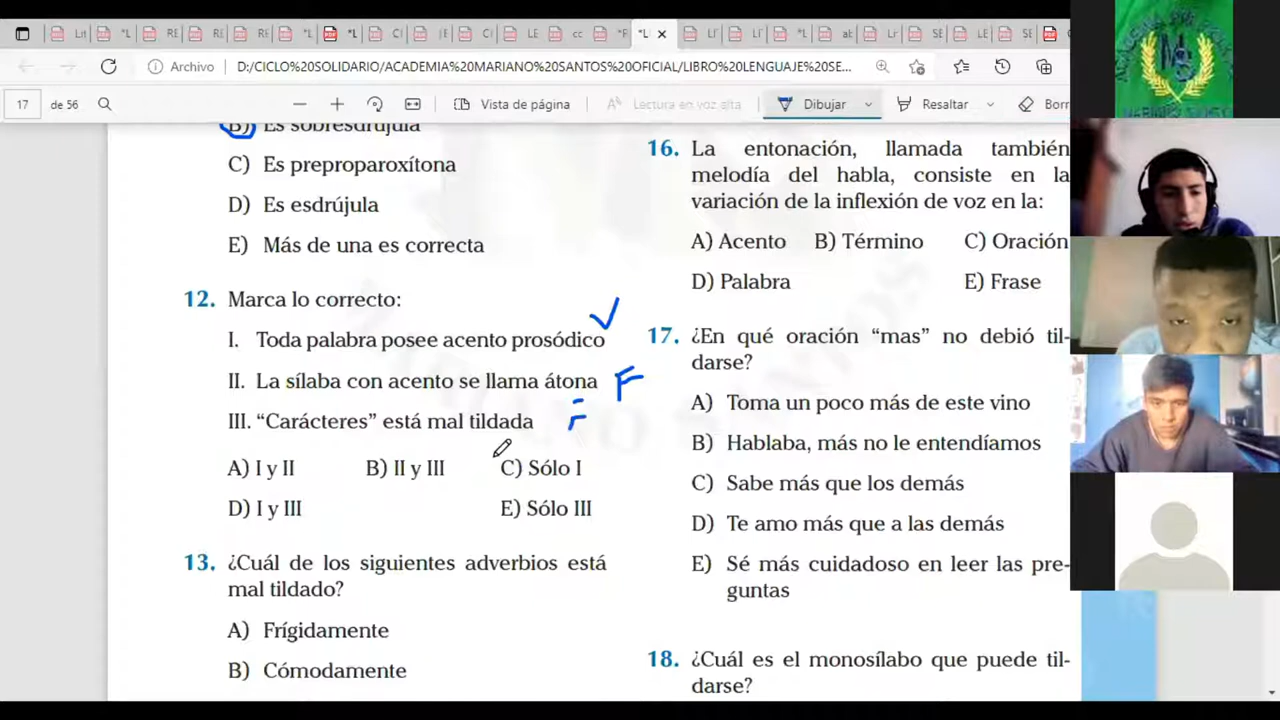 Archivo
D:/CICLO%20SOLIDARIO/ACADEMIA%20MARIANO%20SANTOS%20OFICIAL/LIBRO%20LENGUAJE%20SE...
17 de 56
Vista de página
Lectura en voz alta
Dibujar
Resaltar
Borr
B) Es sobresdrújula
C) Es preproparoxítona
D) Es esdrújula
E) Más de una es correcta
12. Marca lo correcto:
I. Toda palabra posee acento prosódico
II. La sílaba con acento se llama átona F
III. “Carácteres” está mal tildada F
A) I y II B) II y III C) Sólo I
D) I y III E) Sólo III
13. ¿Cuál de los siguientes adverbios está
mal tildado?
A) Frígidamente
B) Cómodamente
16. La entonación, llamada también
melodía del habla, consiste en la
variación de la inflexión de voz en la:
A) Acento B) Término C) Oración
D) Palabra E) Frase
17. ¿En qué oración “mas” no debió til-
darse?
A) Toma un poco más de este vino
B) Hablaba, más no le entendíamos
C) Sabe más que los demás
D) Te amo más que a las demás
E) Sé más cuidadoso en leer las pre-
guntas
18. ¿Cuál es el monosílabo que puede til-
darse?